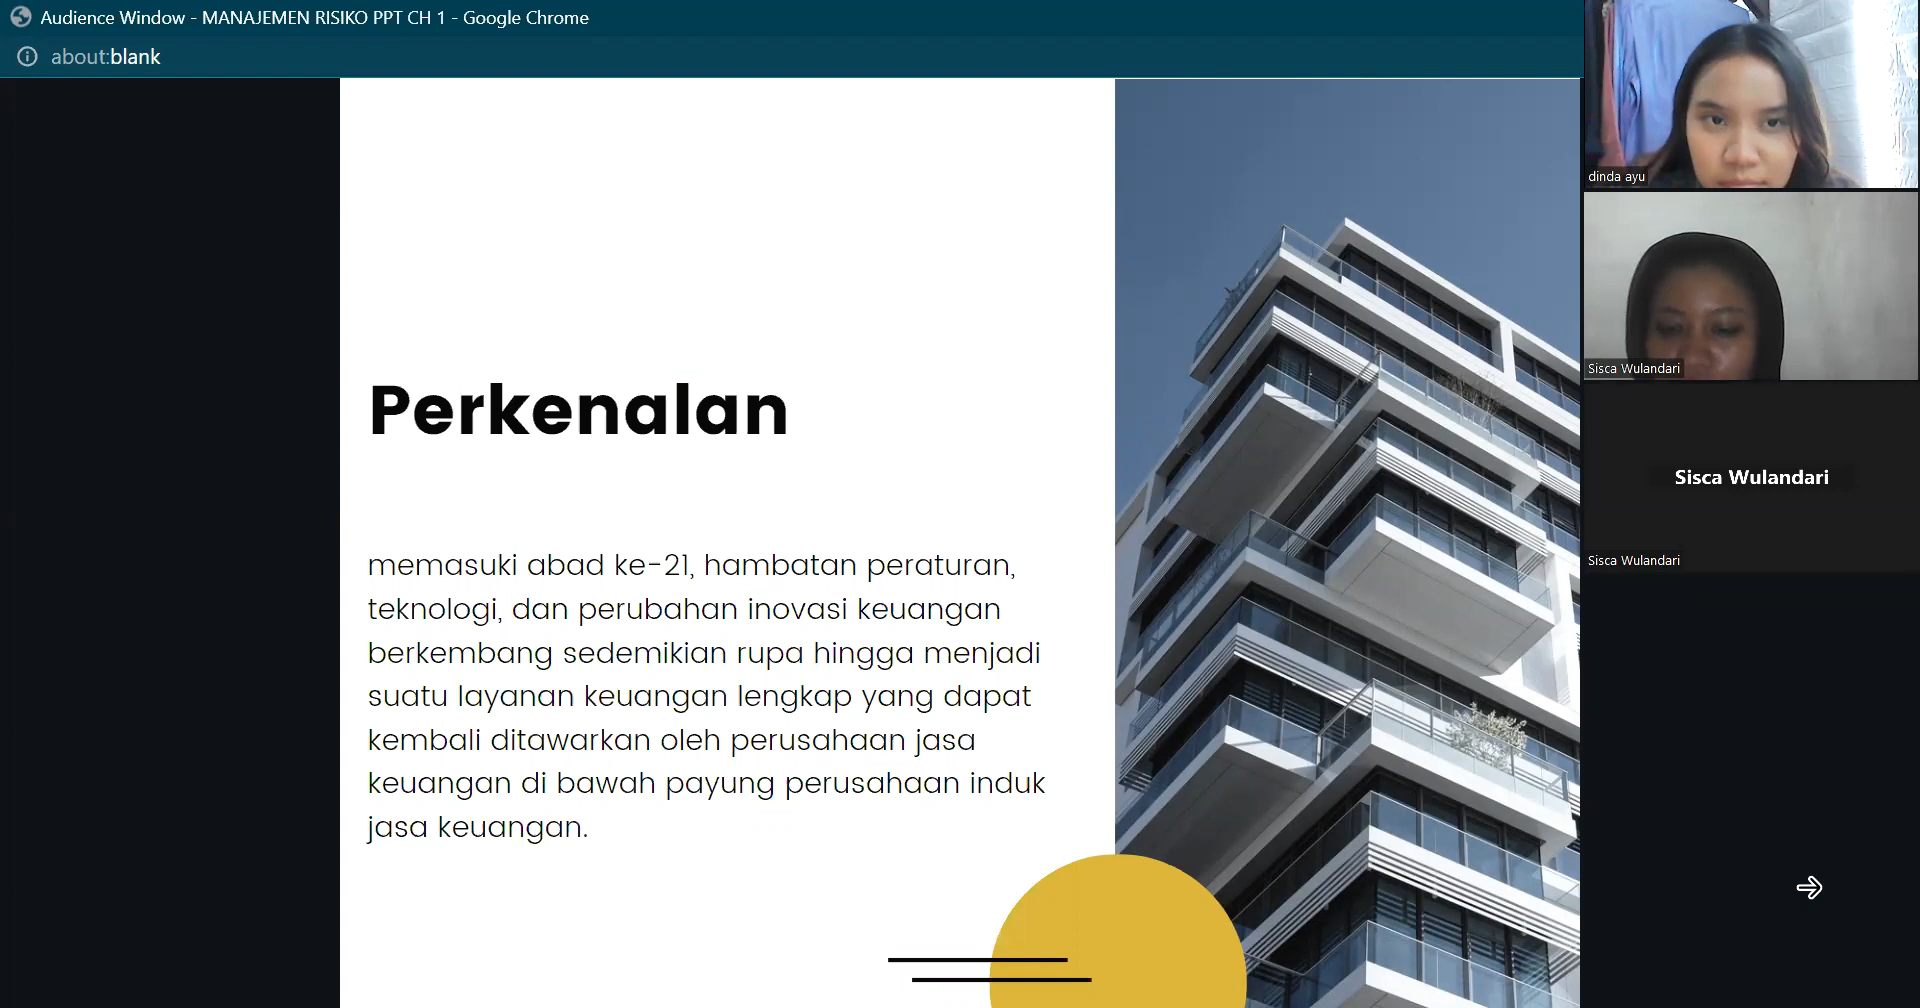 Audience Window - MANAJEMEN RISIKO PPT CH 1 - Google Chrome
about:blank
Perkenalan
memasuki abad ke-21, hambatan peraturan,
teknologi, dan perubahan inovasi keuangan
berkembang sedemikian rupa hingga menjadi
suatu layanan keuangan lengkap yang dapat
kembali ditawarkan oleh perusahaan jasa
keuangan di bawah payung perusahaan induk
jasa keuangan.
dinda ayu
Sisca Wulandari
Sisca Wulandari
Sisca Wulandari